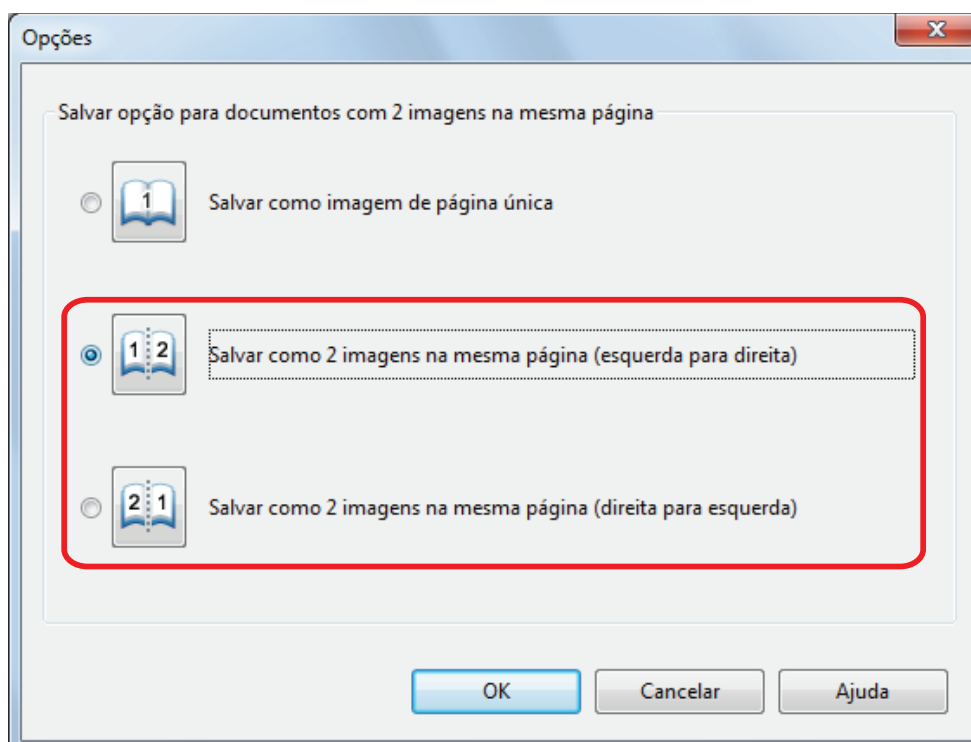 Opções
Salvar opção para documentos com 2 imagens na mesma página
1
Salvar como imagem de página única
1 2
Salvar como 2 imagens na mesma página (esquerda para direita)
2 1
Salvar como 2 imagens na mesma página (direita para esquerda)
OK Cancelar Ajuda